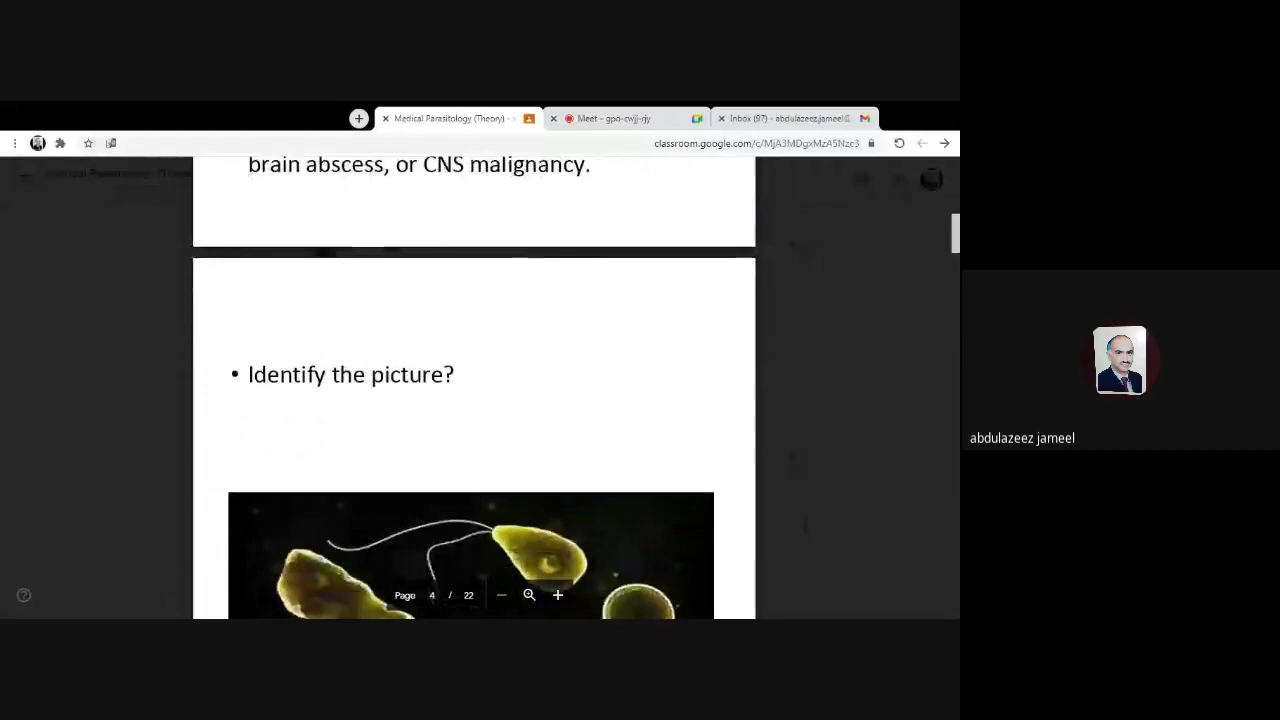 Medical Parasitology (Theory) -
Meet – gpo-cwjj-rjy
Inbox (97) - abdulazeez.jameel@
classroom.google.com/c/MjA3MDgxMzA5Nzc3
brain abscess, or CNS malignancy.
• Identify the picture?
Page 4 / 22
abdulazeez jameel